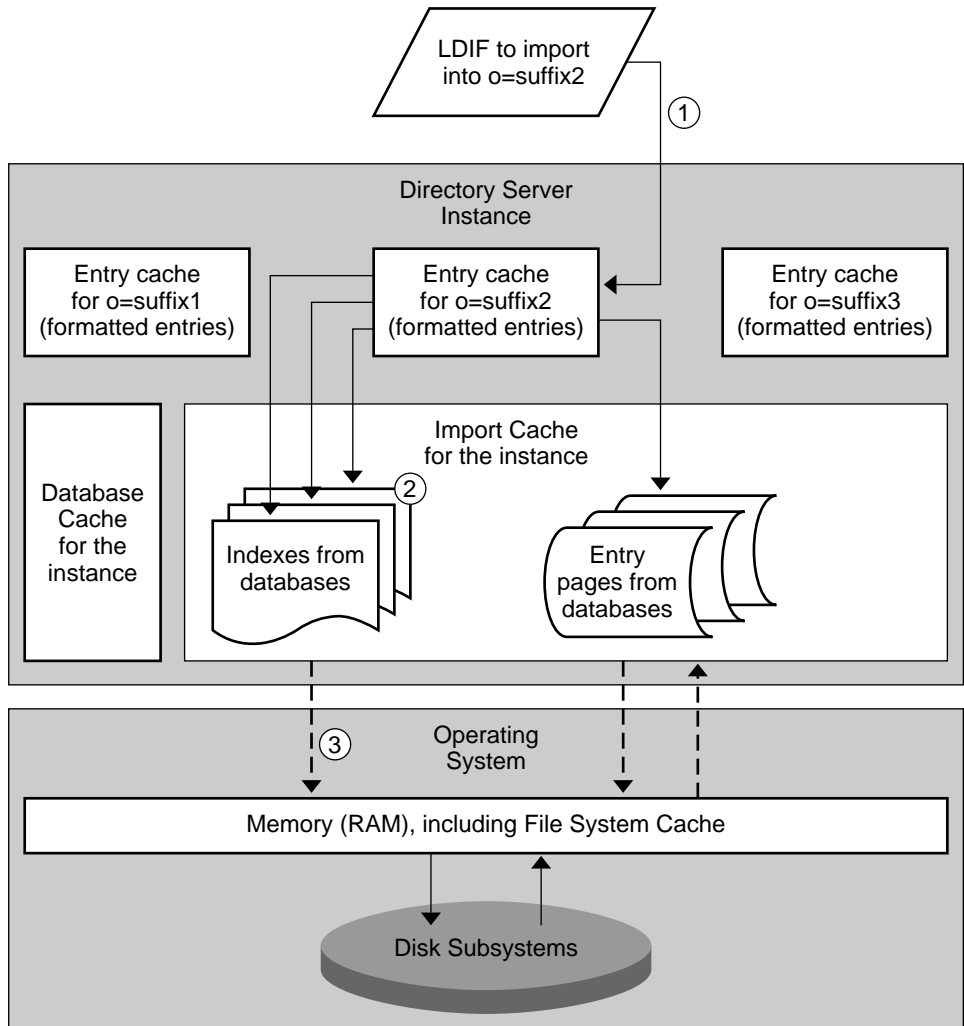 LDIF to import
into o=suffix2
1
Directory Server
Instance
Entry cache
for o=suffix1
(formatted entries)
Entry cache
for o=suffix2
(formatted entries)
Entry cache
for o=suffix3
(formatted entries)
Database
Cache
for the
instance
Import Cache
for the instance
2
Indexes from
databases
Entry
pages from
databases
3
Operating
System
Memory (RAM), including File System Cache
Disk Subsystems